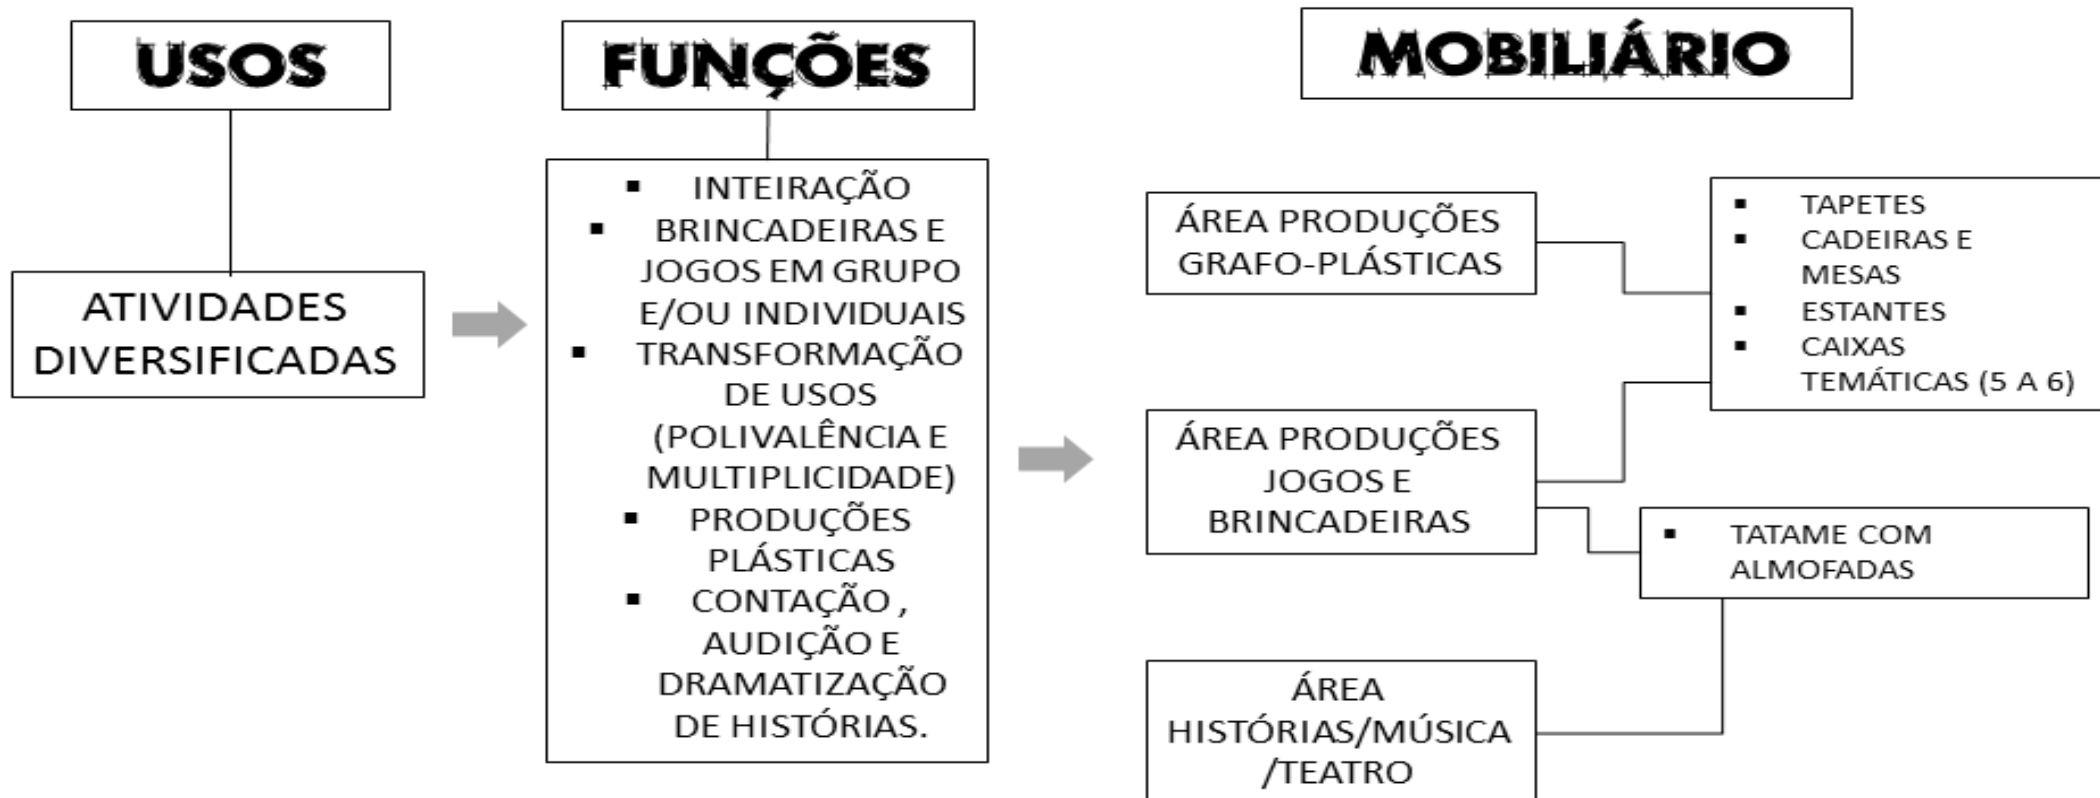 USOS
ATIVIDADES
DIVERSIFICADAS
FUNÇÕES
▪ INTEIRAÇÃO
▪ BRINCADEIRAS E
JOGOS EM GRUPO
E/OU INDIVIDUAIS
▪ TRANSFORMAÇÃO
DE USOS
(POLIVALÊNCIA E
MULTIPLICIDADE)
▪ PRODUÇÕES
PLÁSTICAS
▪ CONTAÇÃO ,
AUDIÇÃO E
DRAMATIZAÇÃO
DE HISTÓRIAS.
MOBILIÁRIO
ÁREA PRODUÇÕES
GRAFO-PLÁSTICAS
ÁREA PRODUÇÕES
JOGOS E
BRINCADEIRAS
ÁREA
HISTÓRIAS/MÚSICA
/TEATRO
▪ TAPETES
▪ CADEIRAS E
MESAS
▪ ESTANTES
▪ CAIXAS
TEMÁTICAS (5 A 6)
▪ TATAME COM
ALMOFADAS